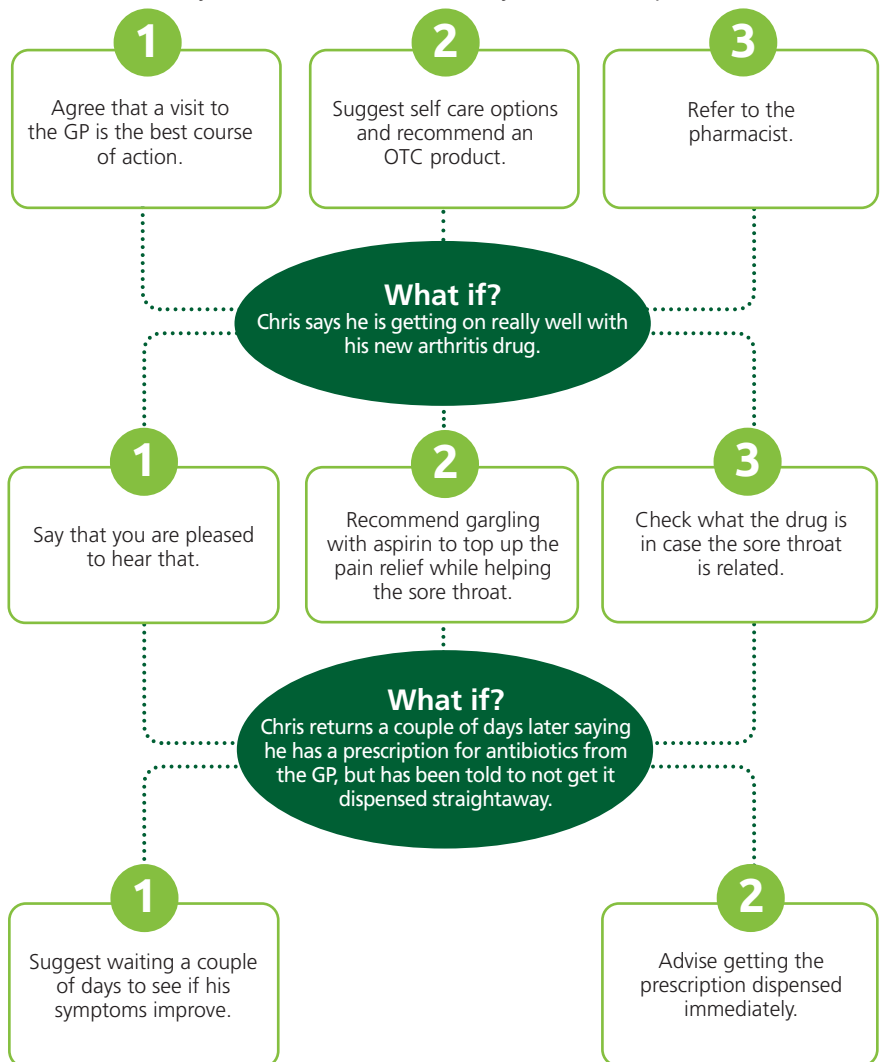 1
Agree that a visit to
the GP is the best course
of action.
2
Suggest self care options
and recommend an
OTC product.
3
Refer to the
pharmacist.
What if?
Chris says he is getting on really well with
his new arthritis drug.
1
Say that you are pleased
to hear that.
2
Recommend gargling
with aspirin to top up the
pain relief while helping
the sore throat.
3
Check what the drug is
in case the sore throat
is related.
What if?
Chris returns a couple of days later saying
he has a prescription for antibiotics from
the GP, but has been told to not get it
dispensed straightaway.
1
Suggest waiting a couple
of days to see if his
symptoms improve.
2
Advise getting the
prescription dispensed
immediately.